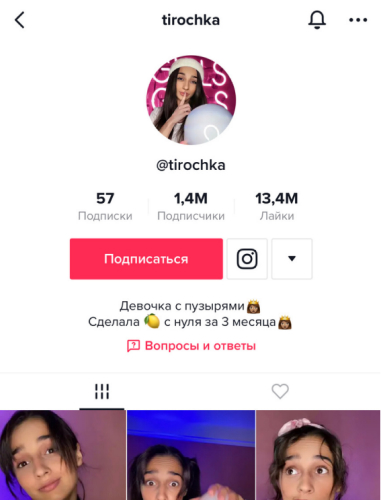 tirochka
GIRLS
@tirochka
57
1,4M
13,4M
Подписки
Подписчики
Лайки
Подписаться
Девочка с пузырями👸🏽
Сделала 🍋 с нуля за 3 месяца👸🏽
Вопросы и ответы